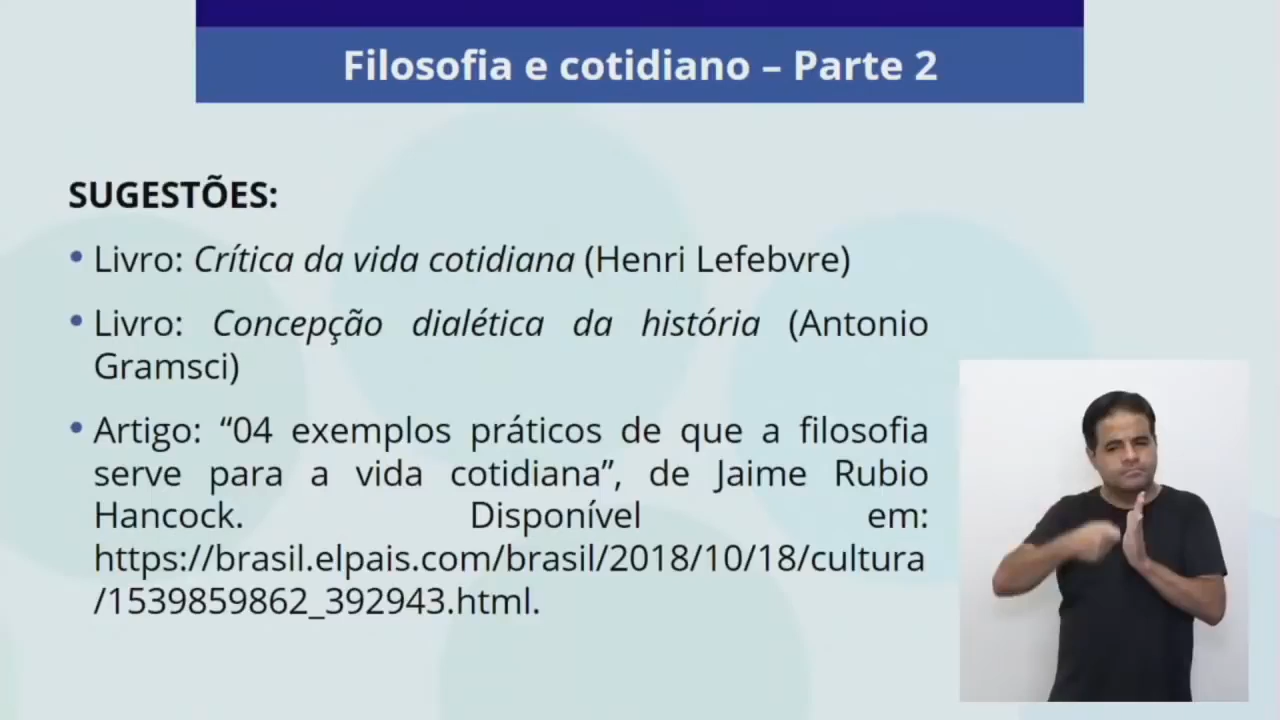 Filosofia e cotidiano – Parte 2
SUGESTÕES:
• Livro: Crítica da vida cotidiana (Henri Lefebvre)
• Livro: Concepção dialética da história (Antonio
Gramsci)
• Artigo: “04 exemplos práticos de que a filosofia
serve para a vida cotidiana”, de Jaime Rubio
Hancock. Disponível em:
https://brasil.elpais.com/brasil/2018/10/18/cultura
/1539859862_392943.html.